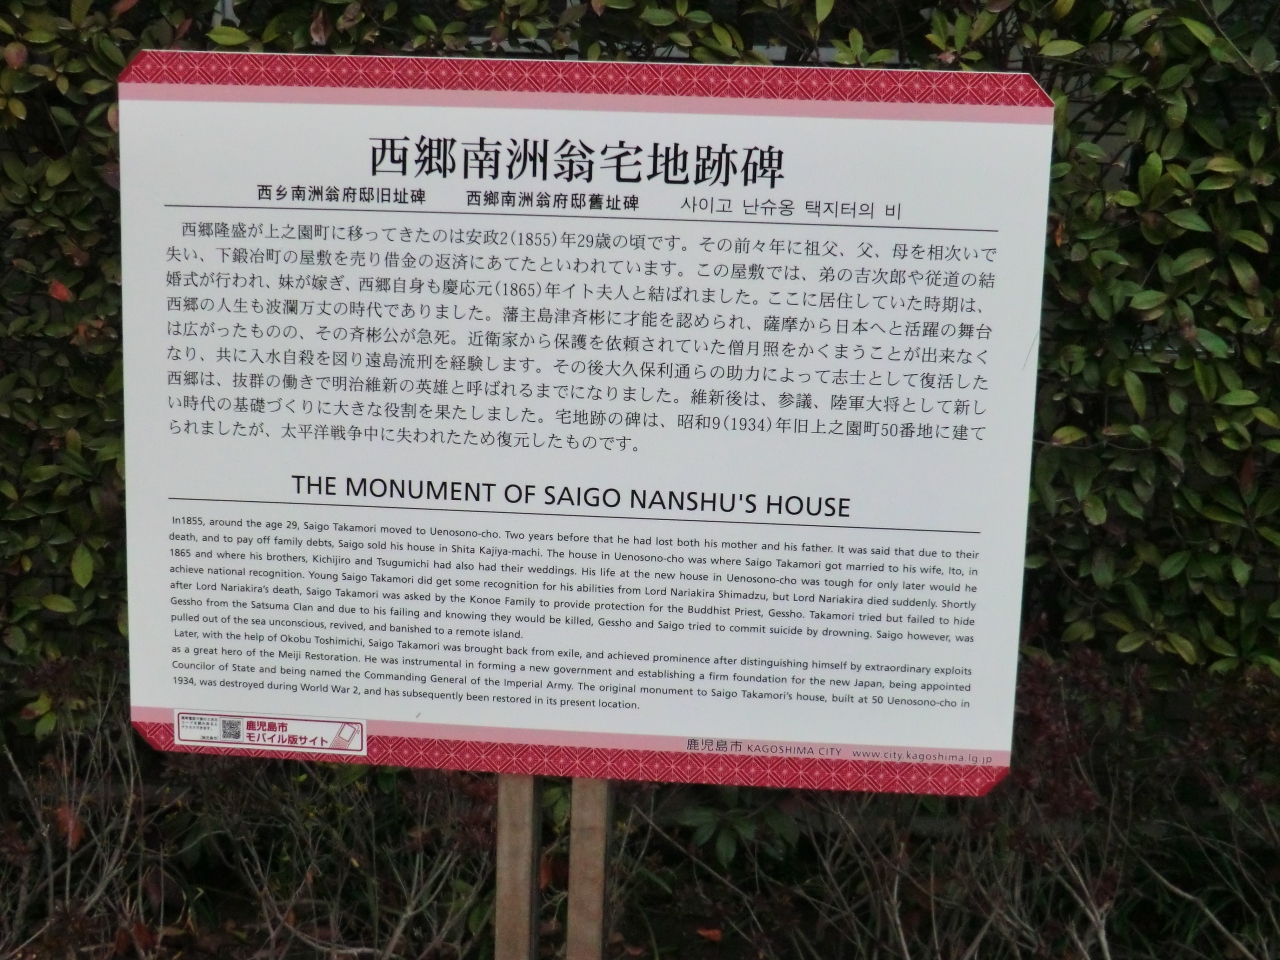 西郷南洲翁宅地跡碑
西乡南洲翁府邸旧址碑 西鄉南洲翁府邸舊址碑 사이고 난슈옹 택지터의 비
西郷隆盛が上之園町に移ってきたのは安政2(1855)年29歳の頃です。その前々年に祖父、父、母を相次いで
失い、下鍛冶町の屋敷を売り借金の返済にあてたといわれています。この屋敷では、弟の吉次郎や従道の結
婚式が行われ、妹が嫁ぎ、西郷自身も慶応元(1865)年イト夫人と結ばれました。ここに居住していた時期は、
西郷の人生も波瀾万丈の時代でありました。藩主島津斉彬に才能を認められ、薩摩から日本へと活躍の舞台
は広がったものの、その斉彬公が急死。近衛家から保護を依頼されていた僧月照をかくまうことが出来なく
なり、共に入水自殺を図り遠島流刑を経験します。その後大久保利通らの助力によって志士として復活した
西郷は、抜群の働きで明治維新の英雄と呼ばれるまでになりました。維新後は、参議、陸軍大将として新し
い時代の基礎づくりに大きな役割を果たしました。宅地跡の碑は、昭和9(1934)年旧上之園町50番地に建て
られましたが、太平洋戦争中に失われたため復元したものです。
THE MONUMENT OF SAIGO NANSHU'S HOUSE
In1855, around the age 29, Saigo Takamori moved to Uenosono-cho. Two years before that he had lost both his mother and his father. It was said that due to their
death, and to pay off family debts, Saigo sold his house in Shita Kajiya-machi. The house in Uenosono-cho was where Saigo Takamori got married to his wife, Ito, in
1865 and where his brothers, Kichijiro and Tsugumichi had also had their weddings. His life at the new house in Uenosono-cho was tough for only later would he
achieve national recognition. Young Saigo Takamori did get some recognition for his abilities from Lord Nariakira Shimadzu, but Lord Nariakira died suddenly. Shortly
after Lord Nariakira's death, Saigo Takamori was asked by the Konoe Family to provide protection for the Buddhist Priest, Gessho. Takamori tried but failed to hide
Gessho from the Satsuma Clan and due to his failing and knowing they would be killed, Gessho and Saigo tried to commit suicide by drowning. Saigo however, was
pulled out of the sea unconscious, revived, and banished to a remote island.
Later, with the help of Okobu Toshimichi, Saigo Takamori was brought back from exile, and achieved prominence after distinguishing himself by extraordinary exploits
as a great hero of the Meiji Restoration. He was instrumental in forming a new government and establishing a firm foundation for the new Japan, being appointed
Councilor of State and being named the Commanding General of the Imperial Army. The original monument to Saigo Takamori's house, built at 50 Uenosono-cho in
1934, was destroyed during World War 2, and has subsequently been restored in its present location.
鹿児島市
モバイル版サイト
鹿児島市 KAGOSHIMA CITY www.city.kagoshima.lg.jp